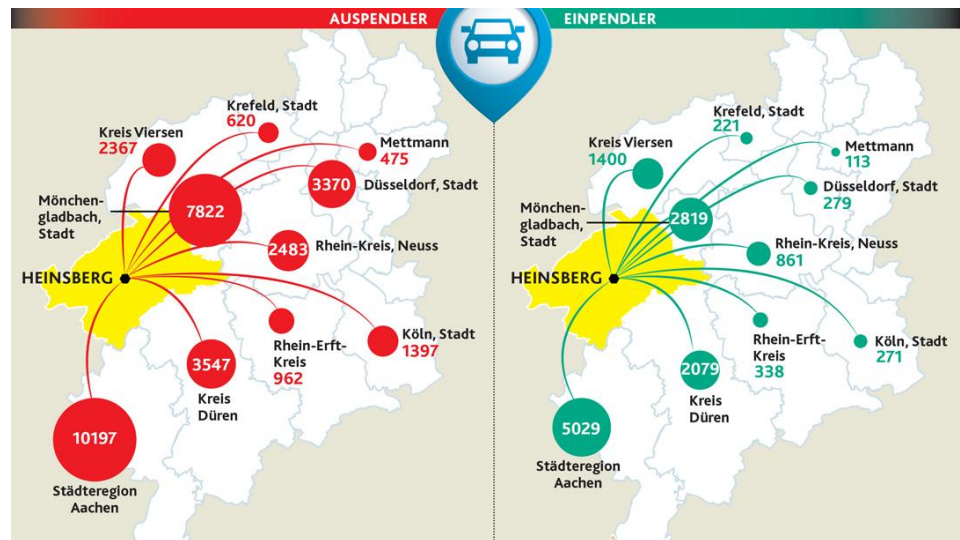 AUSPENDLER
EINPENDLER
Krefeld, Stadt
620
Kreis Viersen
2367
Mettmann
475
3370
Düsseldorf, Stadt
Mönchen-
gladbach,
Stadt
7822
2483
Rhein-Kreis, Neuss
HEINSBERG
Köln, Stadt
1397
Rhein-Erft-
Kreis
962
3547
Kreis
Düren
10197
Städteregion
Aachen
Krefeld, Stadt
221
Kreis Viersen
1400
Mettmann
113
Düsseldorf, Stadt
279
Mönchen-
gladbach,
Stadt
2819
Rhein-Kreis, Neuss
861
HEINSBERG
Köln, Stadt
271
Rhein-Erft-
Kreis
338
2079
Kreis
Düren
5029
Städteregion
Aachen